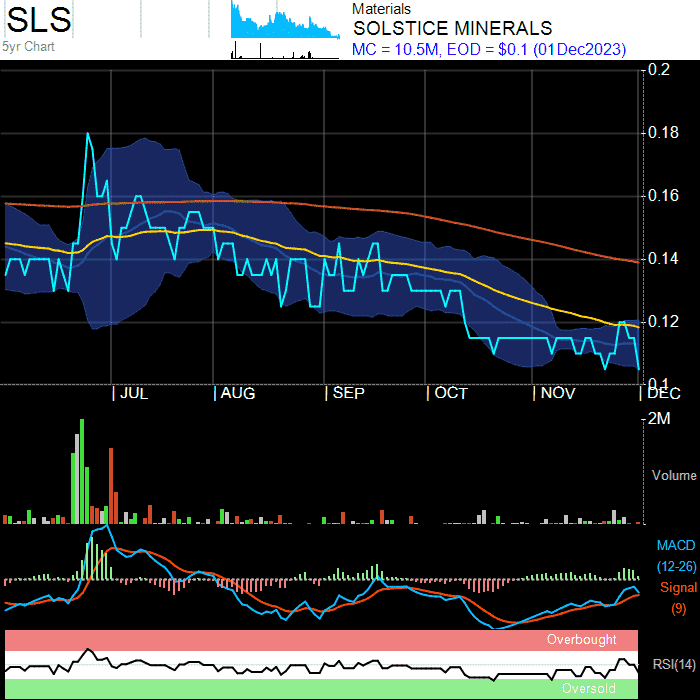 SLS
5yr Chart
Materials
SOLSTICE MINERALS
MC = 10.5M, EOD = $0.1 (01Dec2023)
0.2
0.18
0.16
0.14
0.12
0.1
JUL AUG SEP OCT NOV DEC
2M
Volume
MACD
(12-26)
Signal
(9)
Overbought
RSI(14)
Oversold